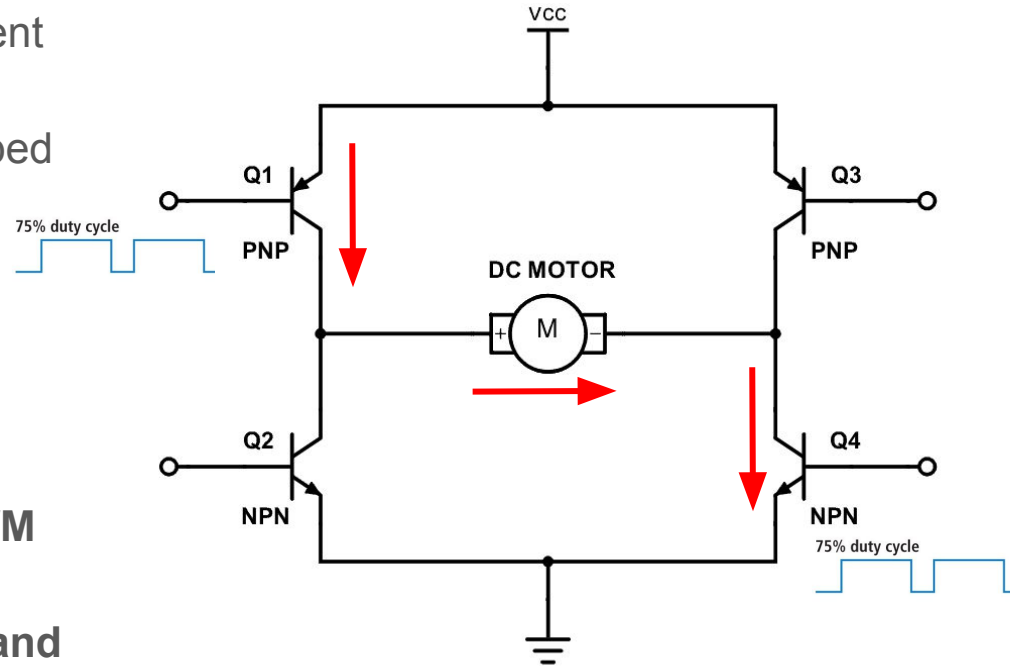 ent
bed
M
and
Vcc
Q1
Q3
75% duty cycle
PNP
PNP
DC MOTOR
+ M −
Q2
Q4
NPN
NPN
75% duty cycle